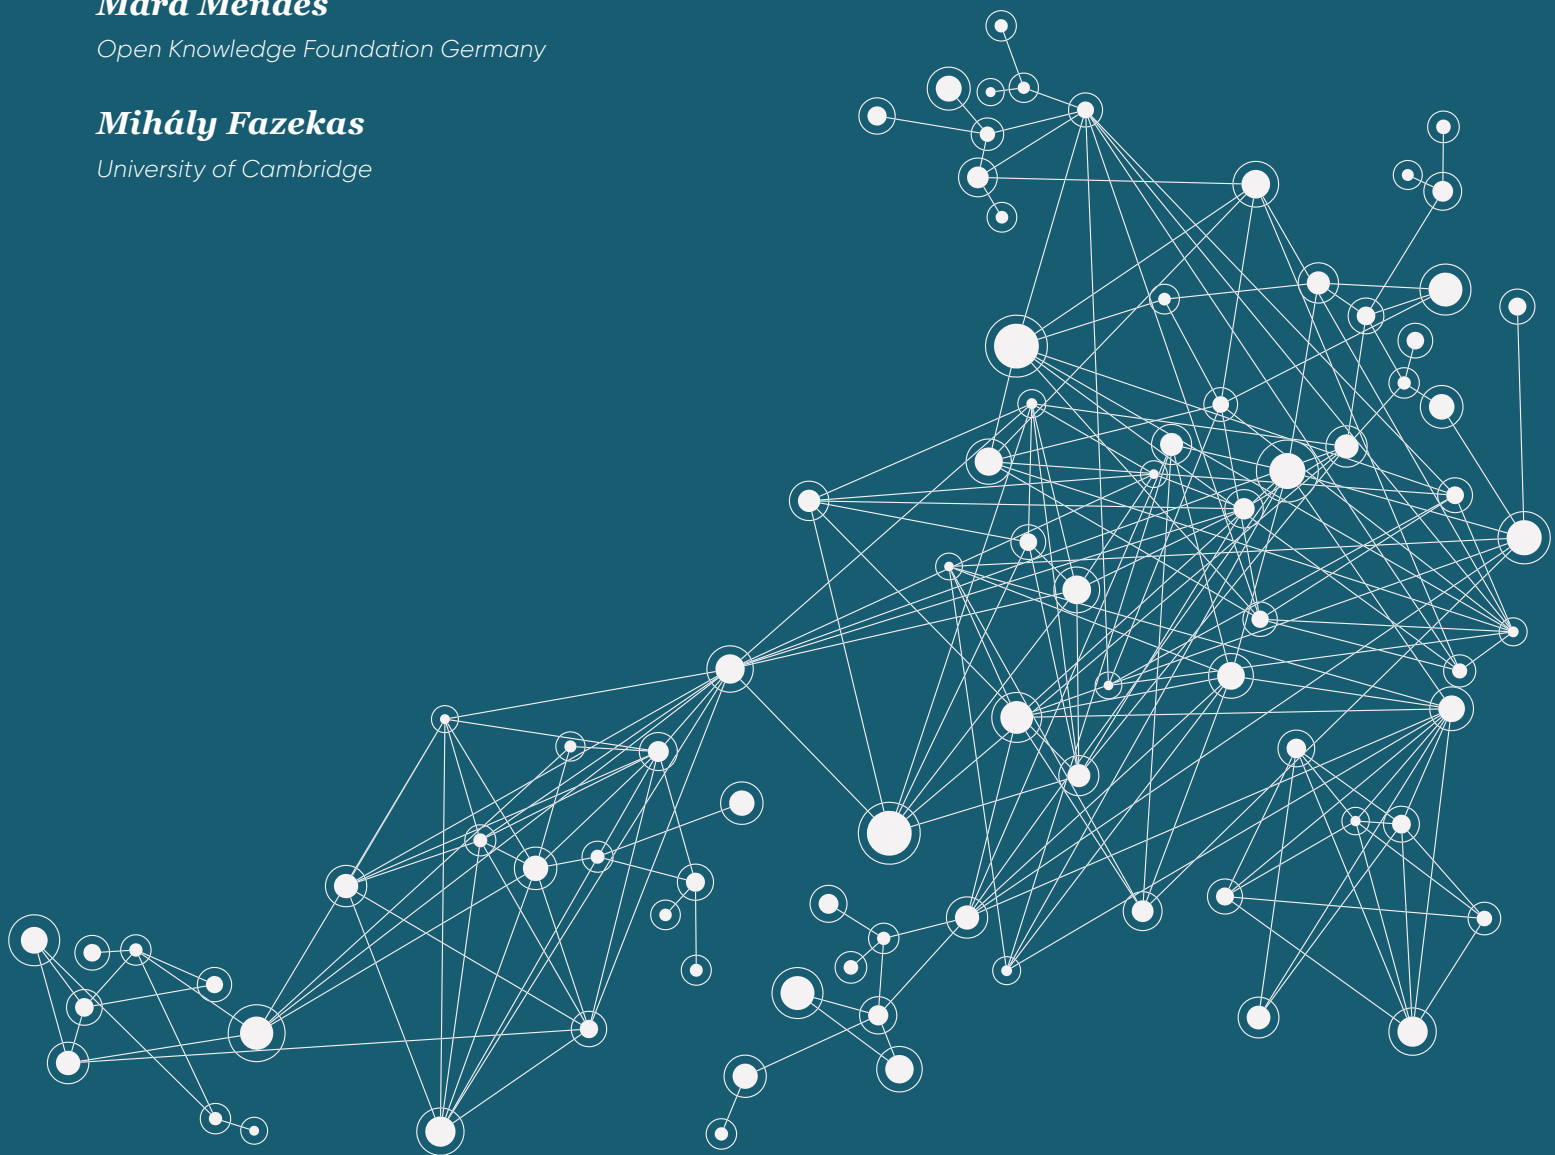 Mara Mendes
Open Knowledge Foundation Germany
Mihály Fazekas
University of Cambridge